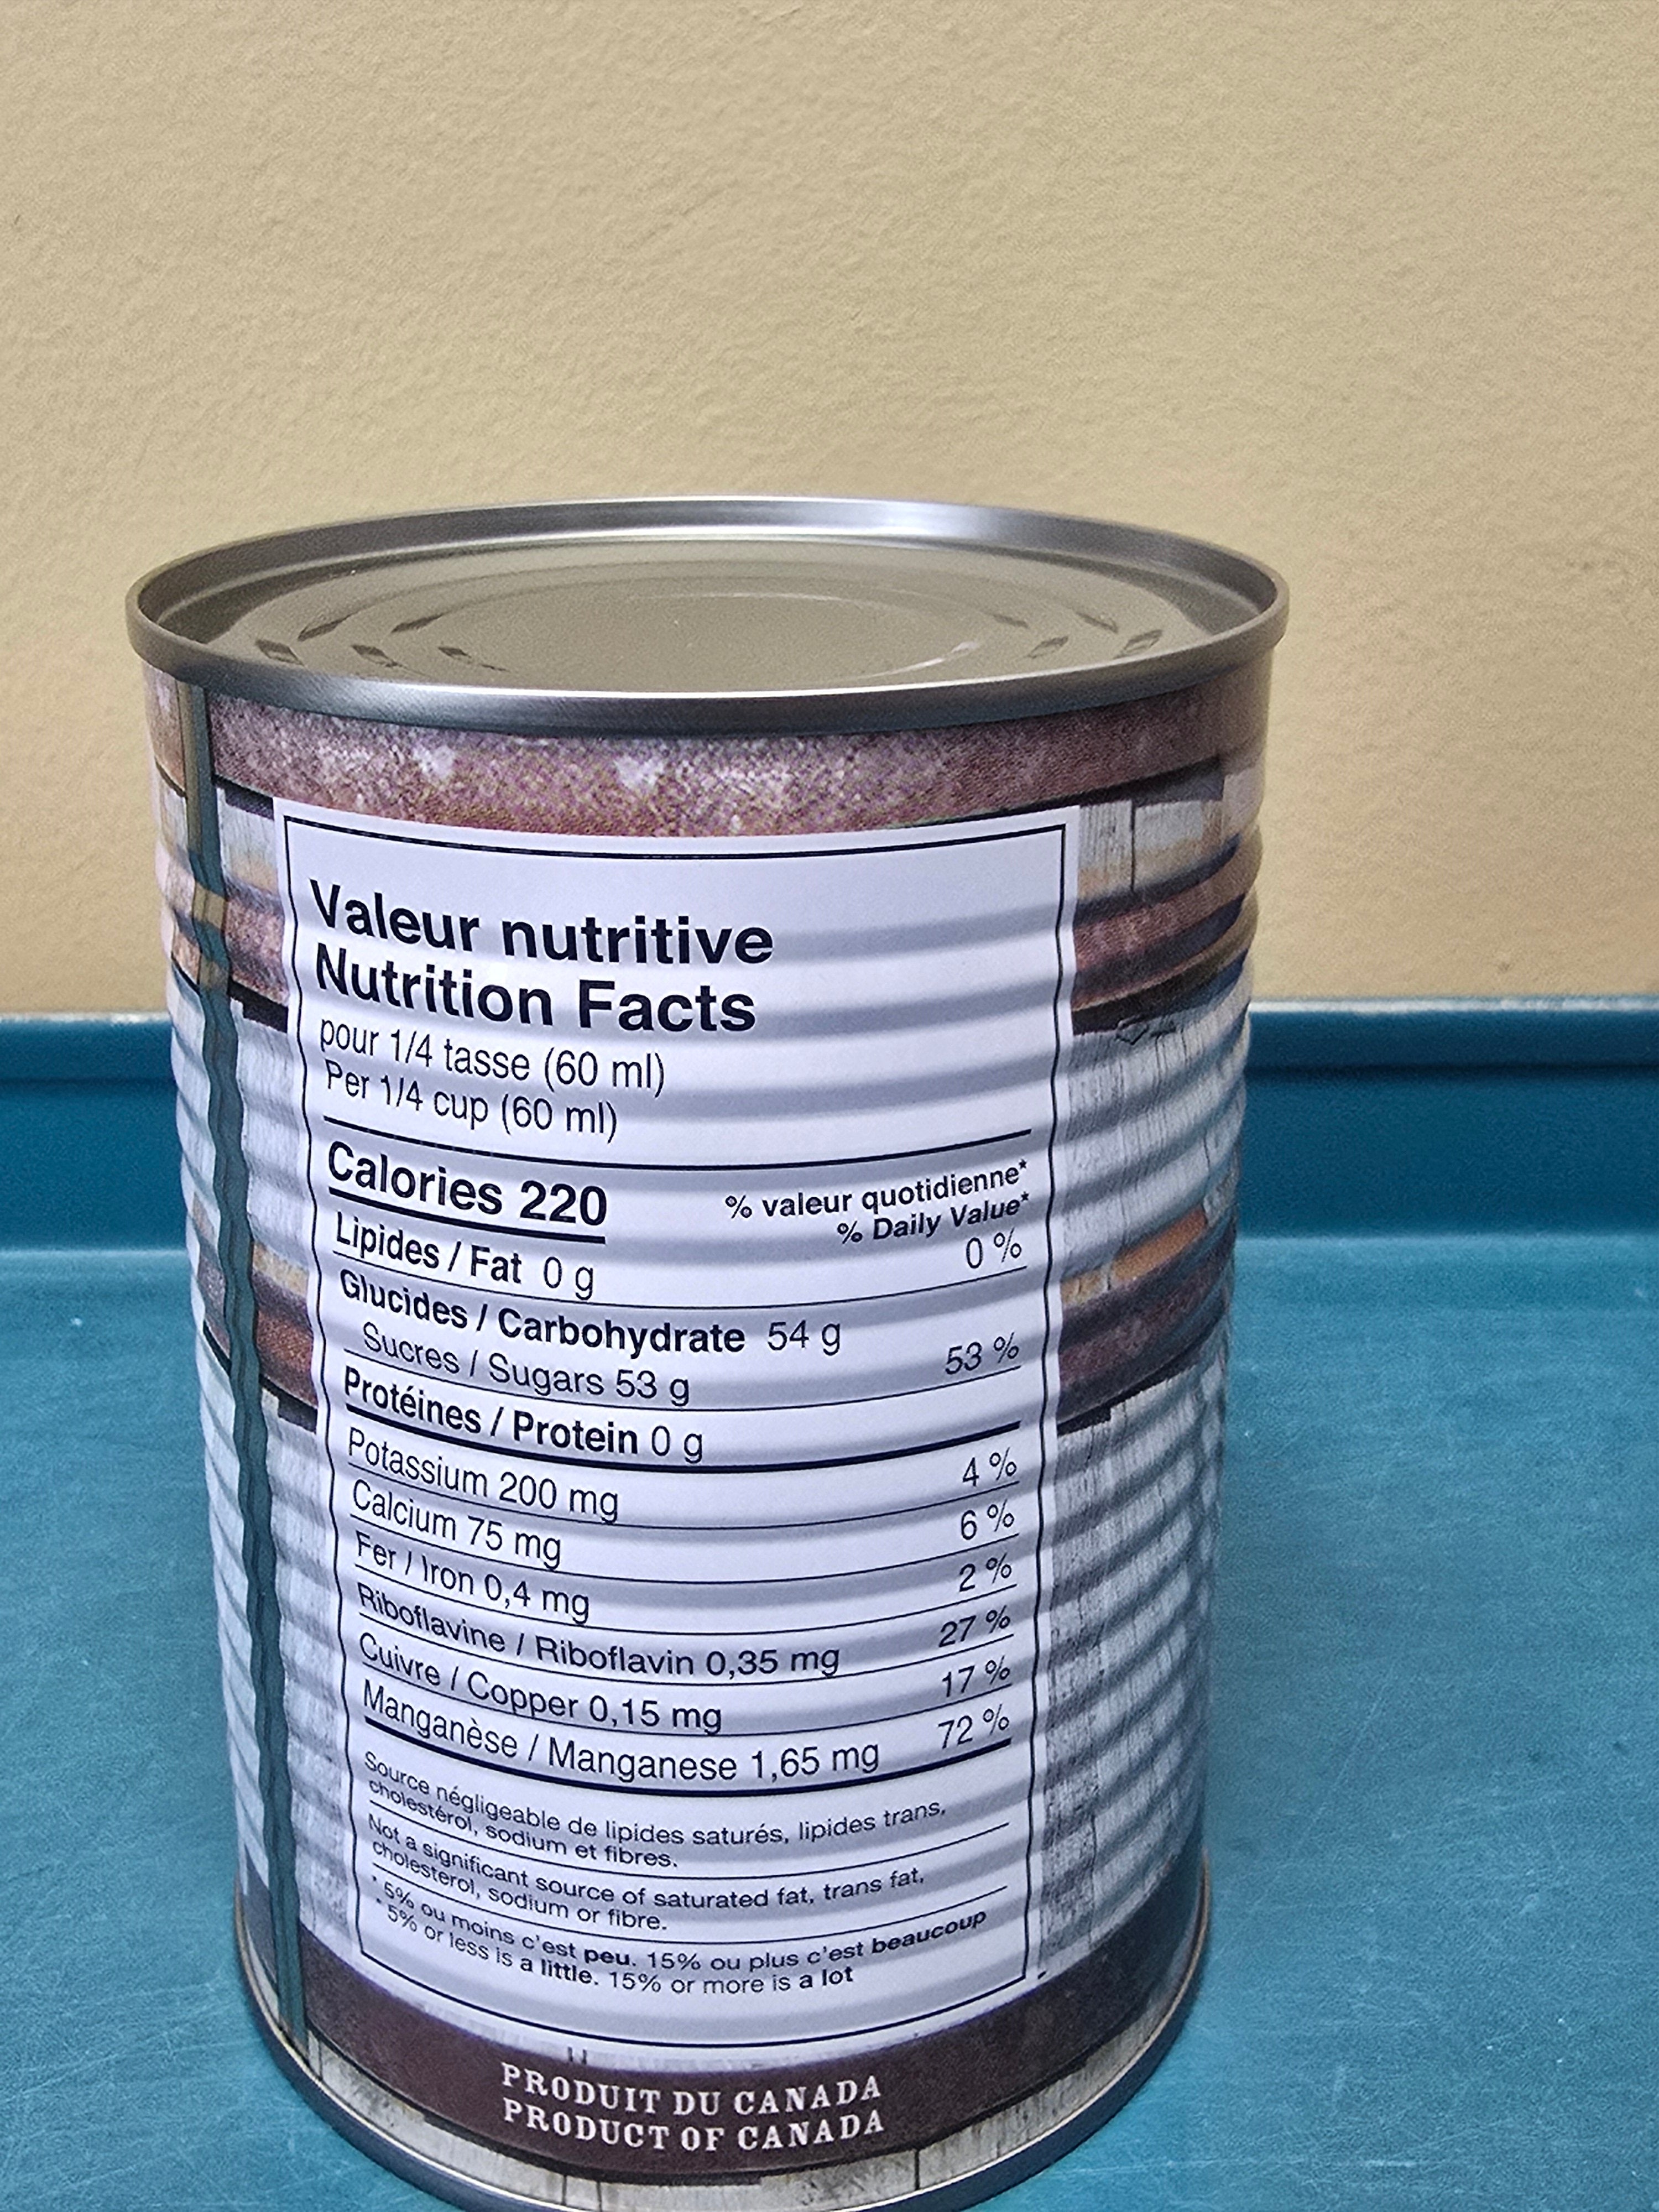 Valeur nutritive
Nutrition Facts
pour 1/4 tasse (60 ml)
Per 1/4 cup (60 ml)
Calories 220
% valeur quotidienne*
% Daily Value*
Lipides / Fat 0 g 0 %
Glucides / Carbohydrate 54 g
Sucres / Sugars 53 g 53 %
Protéines / Protein 0 g
Potassium 200 mg 4 %
Calcium 75 mg 6 %
Fer / Iron 0,4 mg 2 %
Riboflavine / Riboflavin 0,35 mg 27 %
Cuivre / Copper 0,15 mg 17 %
Manganèse / Manganese 1,65 mg 72 %
Source négligeable de lipides saturés, lipides trans,
cholestérol, sodium et fibres.
Not a significant source of saturated fat, trans fat,
cholesterol, sodium or fibre.
* 5% ou moins c'est peu. 15% ou plus c'est beaucoup
* 5% or less is a little. 15% or more is a lot
PRODUIT DU CANADA
PRODUCT OF CANADA